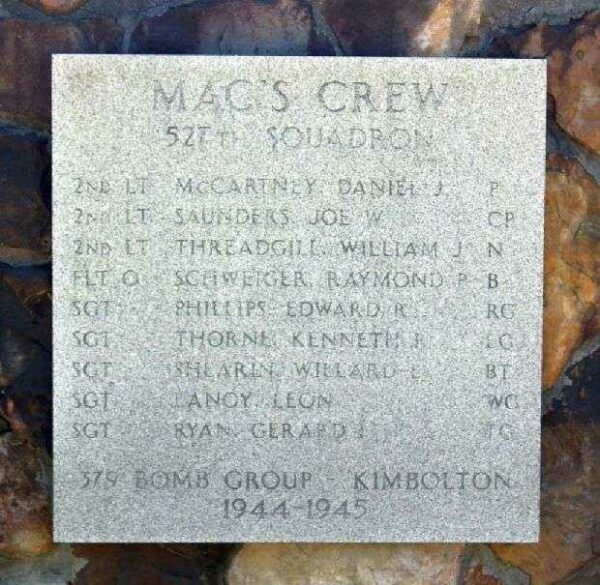 MAC'S CREW
527TH SQUADRON
2ND LT McCARTNEY, DANIEL J. P
2ND LT SAUNDERS, JOE W. CP
2ND LT THREADGILL, WILLIAM J. N
FLT O SCHWEIGER, RAYMOND P. B
SGT PHILLIPS, EDWARD R. RG
SGT THORNE, KENNETH R. LG
SGT SHEARIN, WILLARD BT
SGT LANOY, LEON WG
SGT RYAN, GERARD TG
379 BOMB GROUP - KIMBOLTON
1944-1945